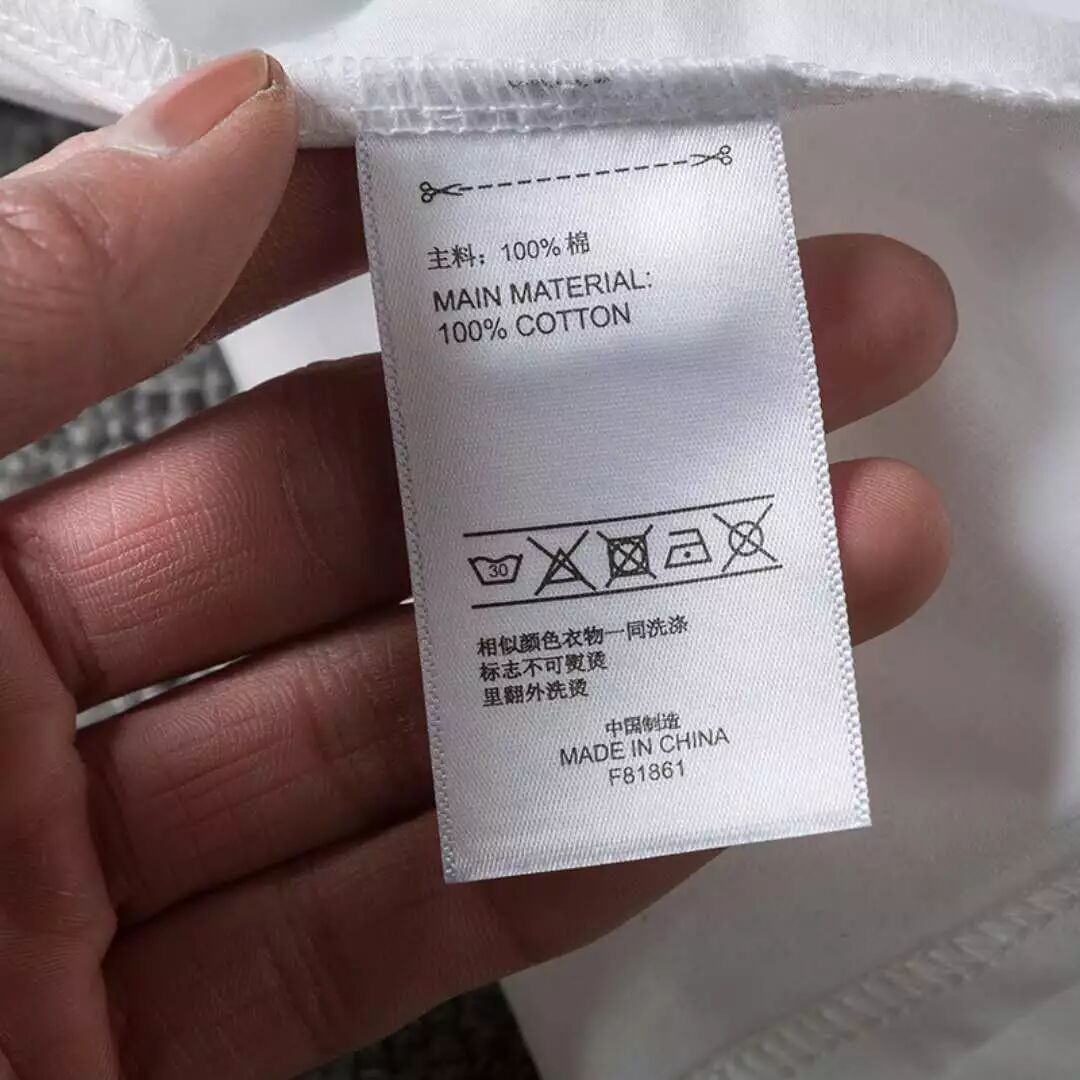 主料：100% 棉
MAIN MATERIAL:
100% COTTON
30
相似颜色衣物一同洗涤
标志不可熨烫
里翻外洗烫
中国制造
MADE IN CHINA
F81861